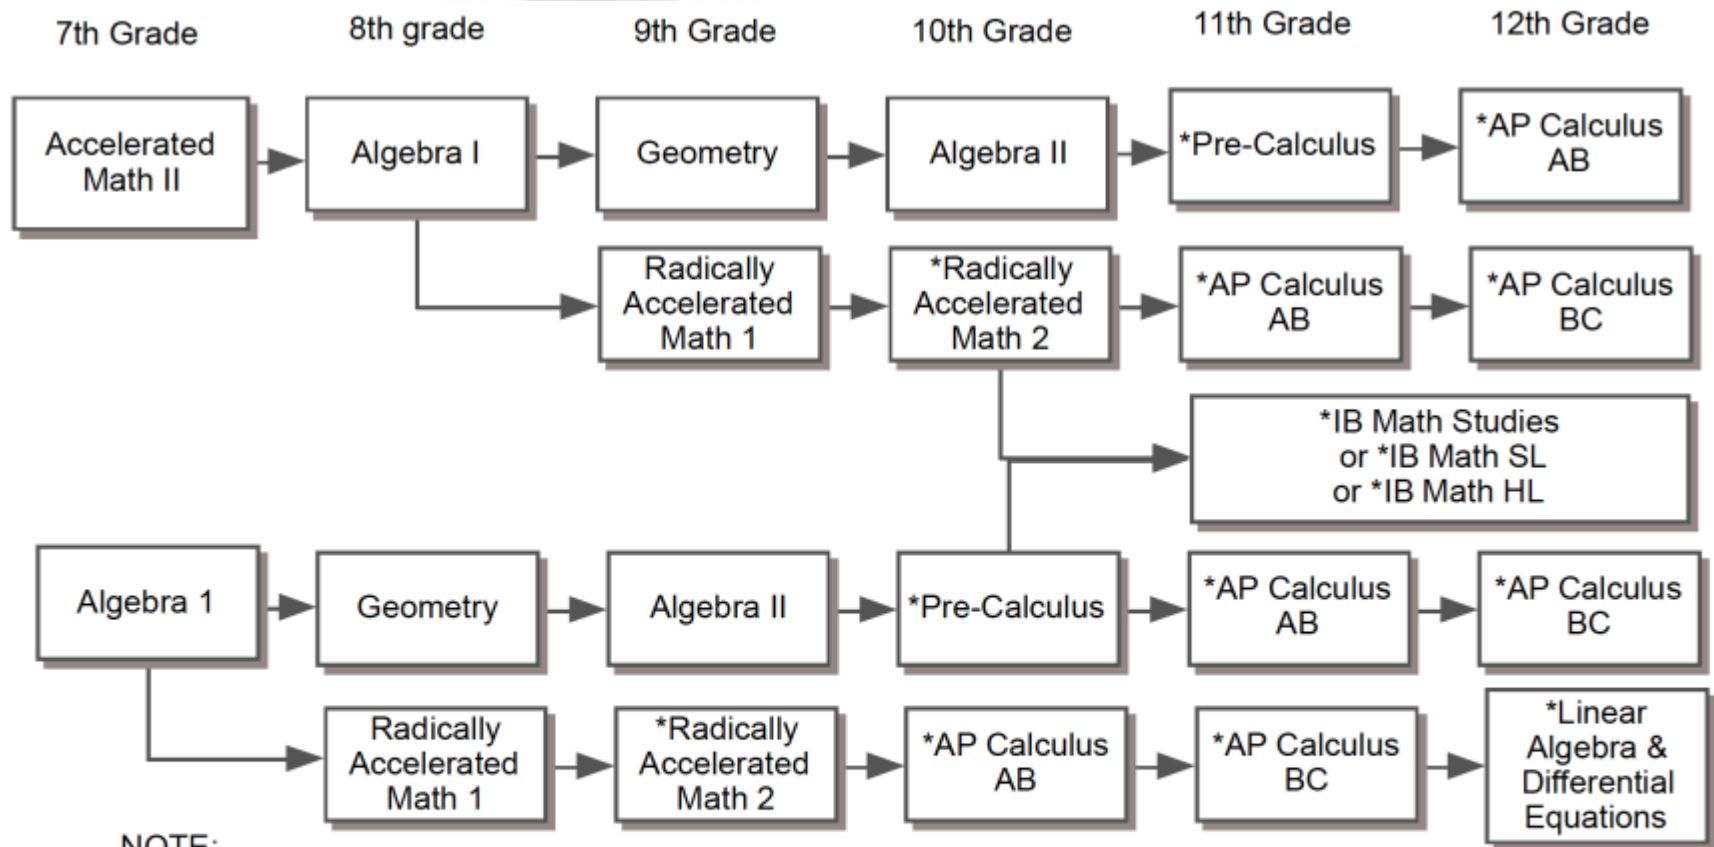 7th Grade
8th grade
9th Grade
10th Grade
11th Grade
12th Grade
Accelerated
Math II
Algebra I
Geometry
Algebra II
*Pre-Calculus
*AP Calculus
AB
Radically
Accelerated
Math 1
*Radically
Accelerated
Math 2
*AP Calculus
AB
*AP Calculus
BC
*IB Math Studies
or *IB Math SL
or *IB Math HL
Algebra 1
Geometry
Algebra II
*Pre-Calculus
*AP Calculus
AB
*AP Calculus
BC
Radically
Accelerated
Math 1
*Radically
Accelerated
Math 2
*AP Calculus
AB
*AP Calculus
BC
*Linear
Algebra &
Differential
Equations
NOTE: